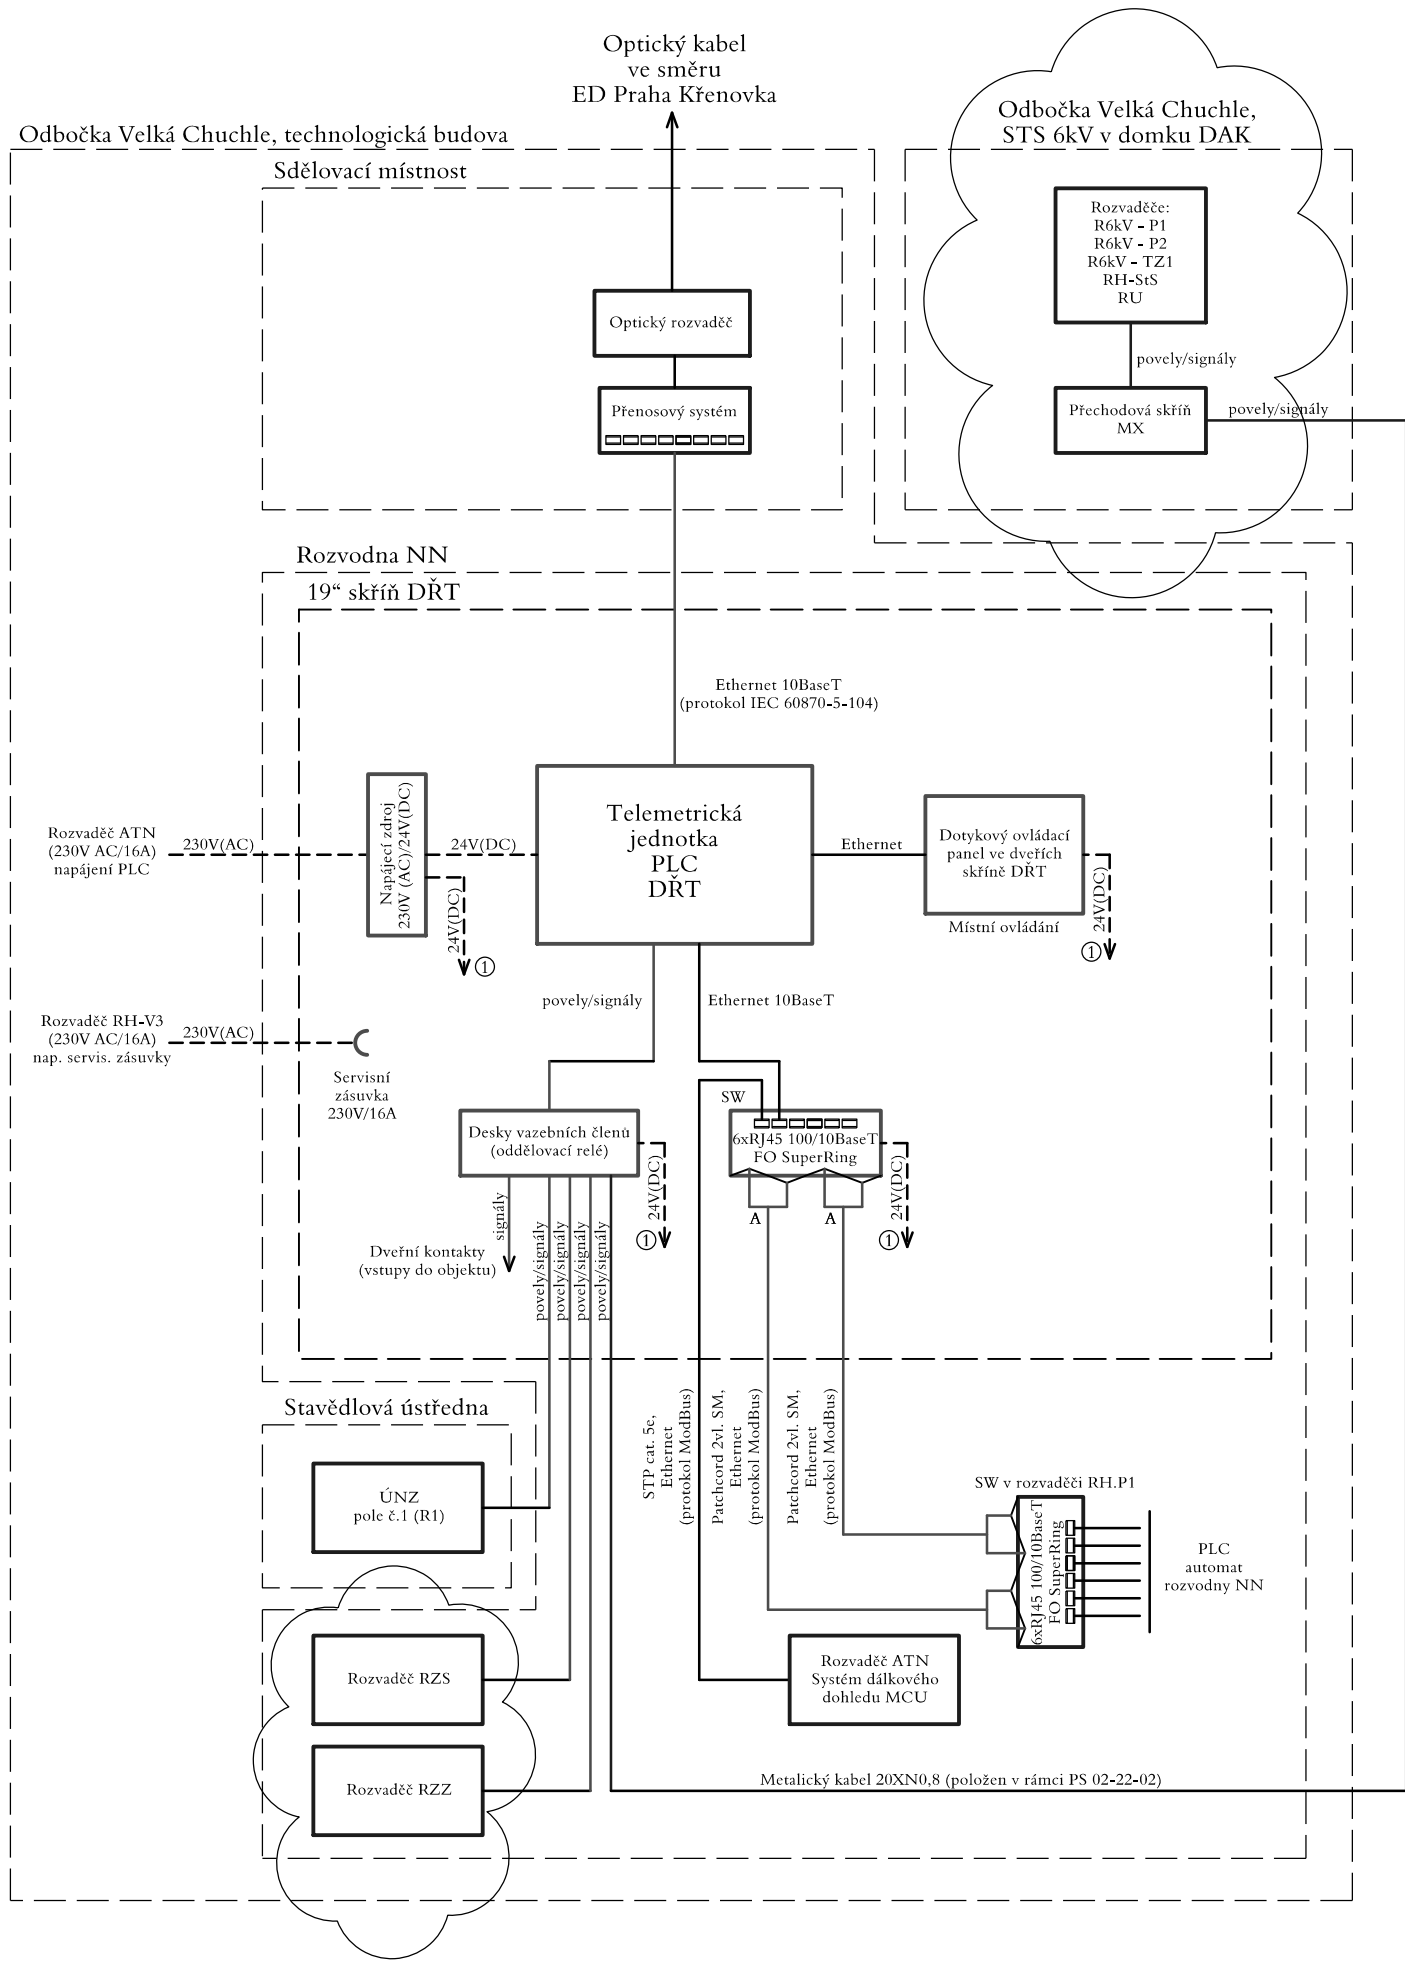 Optický kabel
ve směru
ED Praha Křenovka
Odbočka Velká Chuchle, technologická budova
Sdělovací místnost
Odbočka Velká Chuchle,
STS 6kV v domku DAK
Rozvaděče:
R6kV - P1
R6kV - P2
R6kV - TZ1
RH-StS
RU
Optický rozvaděč
povely/signály
Přenosový systém
Přechodová skříň
MX
povely/signály
Rozvodna NN
19“ skříň DŘT
Ethernet 10BaseT
(protokol IEC 60870-5-104)
Rozvaděč ATN
(230V AC/16A)
napájení PLC
230V(AC)
Napájecí zdroj
230V (AC)/24V(DC)
24V(DC)
24V(DC)
1
Telemetrická
jednotka
PLC
DŘT
Ethernet
Dotykový ovládací
panel ve dveřích
skříně DŘT
Místní ovládání
24V(DC)
1
povely/signály
Ethernet 10BaseT
Rozvaděč RH-V3
(230V AC/16A)
nap. servis. zásuvky
230V(AC)
Servisní
zásuvka
230V/16A
SW
Desky vazebních členů
(oddělovací relé)
24V(DC)
1
6xRJ45 100/10BaseT
FO SuperRing
24V(DC)
1
A
A
signály
Dveřní kontakty
(vstupy do objektu)
povely/signály
povely/signály
povely/signály
povely/signály
STP cat. 5e,
Ethernet
(protokol ModBus)
Patchcord 2vl. SM,
Ethernet
(protokol ModBus)
Patchcord 2vl. SM,
Ethernet
(protokol ModBus)
Stavědlová ústředna
ÚNZ
pole č.1 (R1)
SW v rozvaděči RH.P1
6xRJ45 100/10BaseT
FO SuperRing
PLC
automat
rozvodny NN
Rozvaděč RZS
Rozvaděč ATN
Systém dálkového
dohledu MCU
Rozvaděč RZZ
Metalický kabel 20XN0,8 (položen v rámci PS 02-22-02)